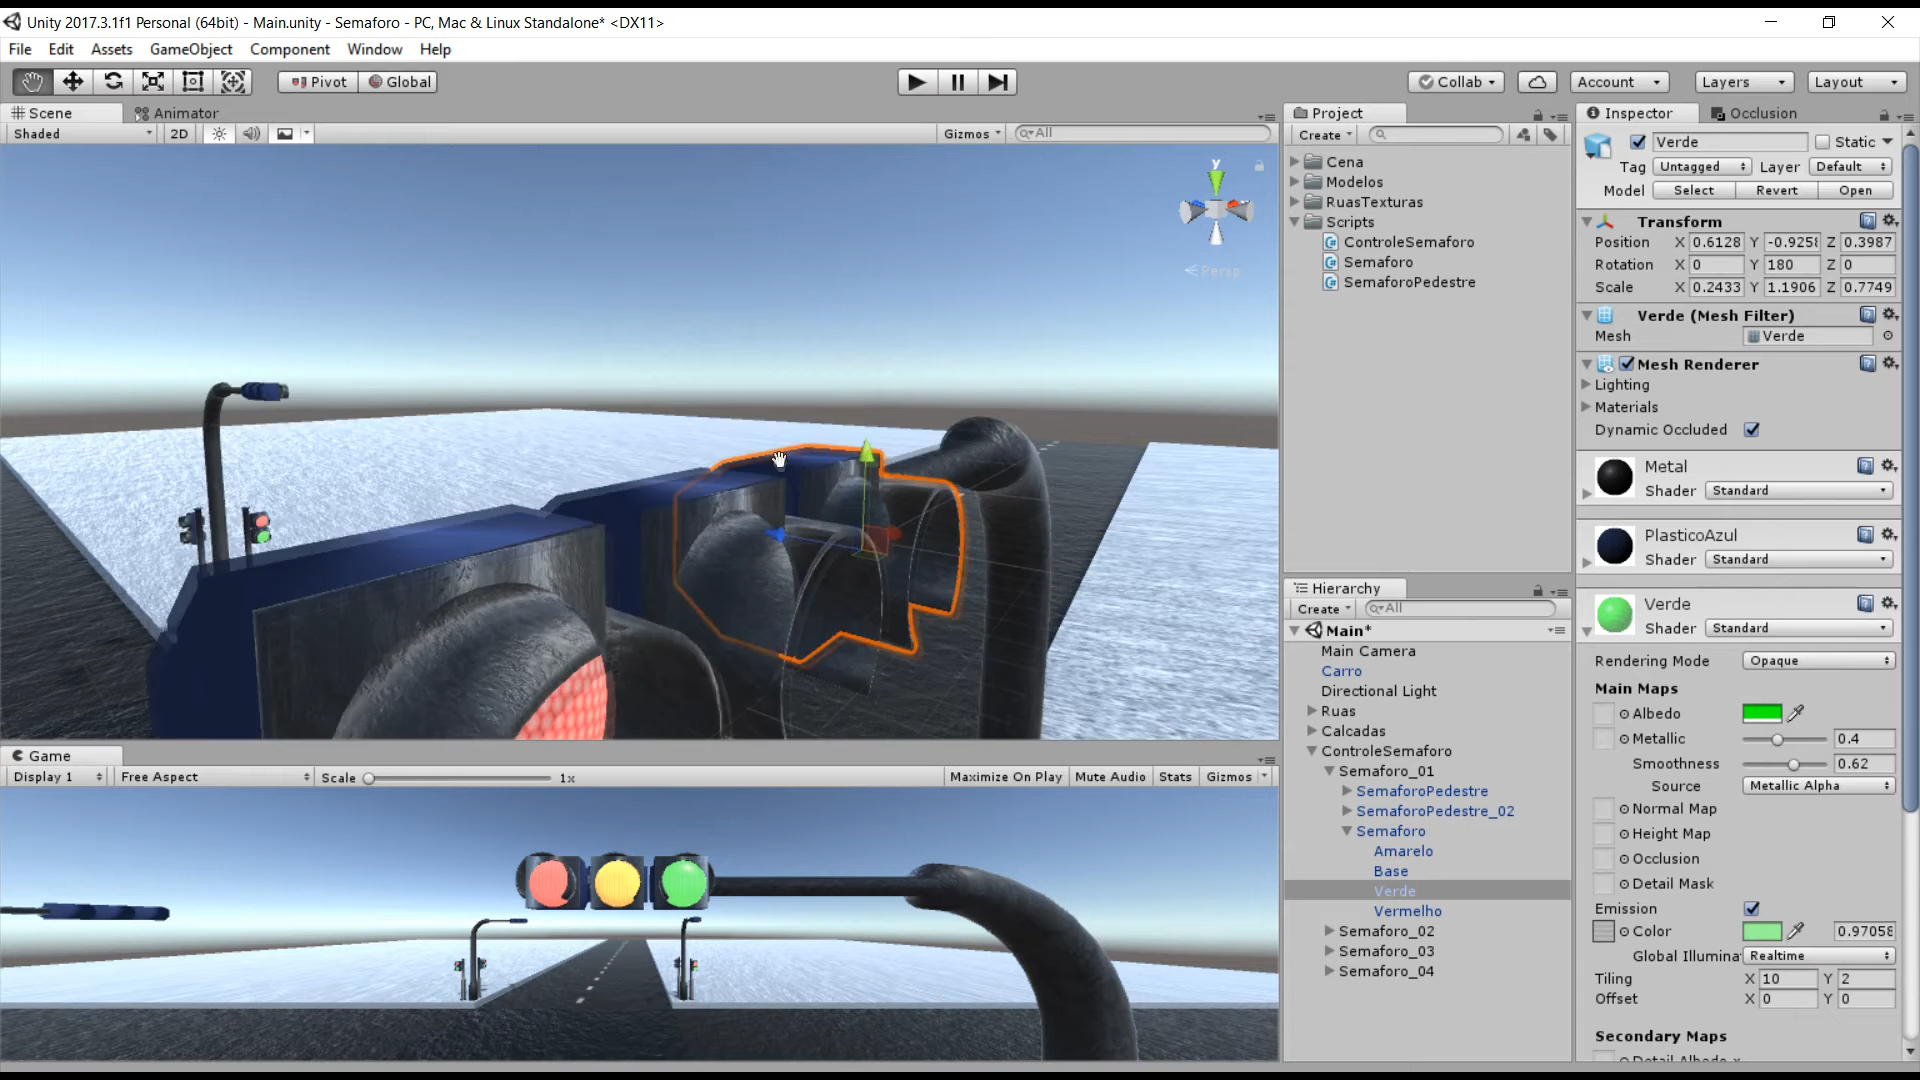 Unity 2017.3.1f1 Personal (64bit) - Main.unity - Semaforo - PC, Mac & Linux Standalone* <DX11>
File Edit Assets GameObject Component Window Help
Pivot Global Collab Account Layers Layout
Scene Animator
Shaded 2D Gizmos All
y
Persp
Game
Display 1 Free Aspect Scale 1x Maximize On Play Mute Audio Stats Gizmos
Project
Create
Cena
Modelos
RuasTexturas
Scripts
ControleSemaforo
Semaforo
SemaforoPedestre
Hierarchy
Create All
Main*
Main Camera
Carro
Directional Light
Ruas
Calcadas
ControleSemaforo
Semaforo_01
SemaforoPedestre
SemaforoPedestre_02
Semaforo
Amarelo
Base
Verde
Vermelho
Semaforo_02
Semaforo_03
Semaforo_04
Inspector Occlusion
Verde Static
Tag Untagged Layer Default
Model Select Revert Open
Transform
Position X 0.6128 Y -0.925 Z 0.3987
Rotation X 0 Y 180 Z 0
Scale X 0.2433 Y 1.1906 Z 0.7749
Verde (Mesh Filter)
Mesh Verde
Mesh Renderer
Lighting
Materials
Dynamic Occluded
Metal
Shader Standard
PlasticoAzul
Shader Standard
Verde
Shader Standard
Rendering Mode Opaque
Main Maps
Albedo
Metallic 0.4
Smoothness 0.62
Source Metallic Alpha
Normal Map
Height Map
Occlusion
Detail Mask
Emission
Color 0.97058
Global Illumina Realtime
Tiling X 10 Y 2
Offset X 0 Y 0
Secondary Maps